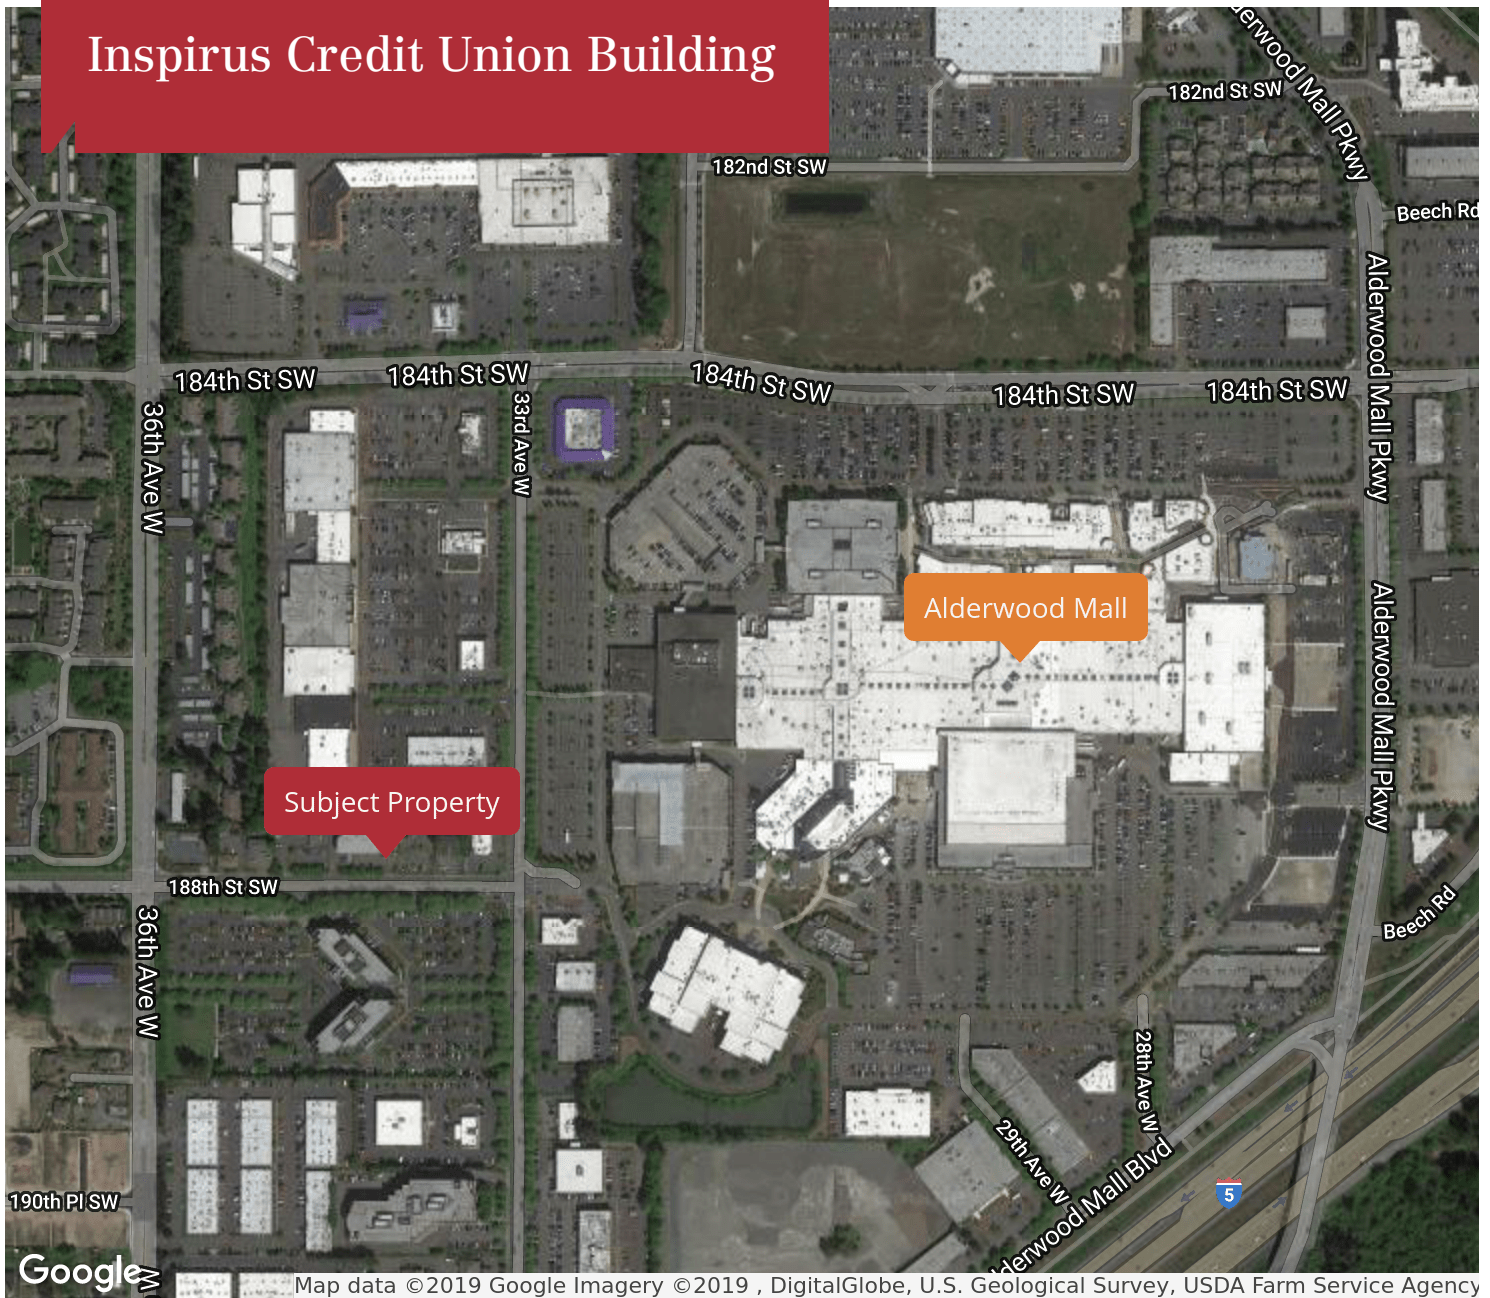 Inspirus Credit Union Building
182nd St SW
Alderwood Mall Pkwy
182nd St SW
Beech Rd
Alderwood Mall Pkwy
184th St SW
184th St SW
184th St SW
184th St SW
184th St SW
36th Ave W
33rd Ave W
Alderwood Mall
Alderwood Mall Pkwy
Subject Property
188th St SW
36th Ave W
Beech Rd
28th Ave W
29th Ave W
190th Pl SW
5
lderwood Mall Blvd
Google
W
Map data ©2019 Google Imagery ©2019 , DigitalGlobe, U.S. Geological Survey, USDA Farm Service Agency